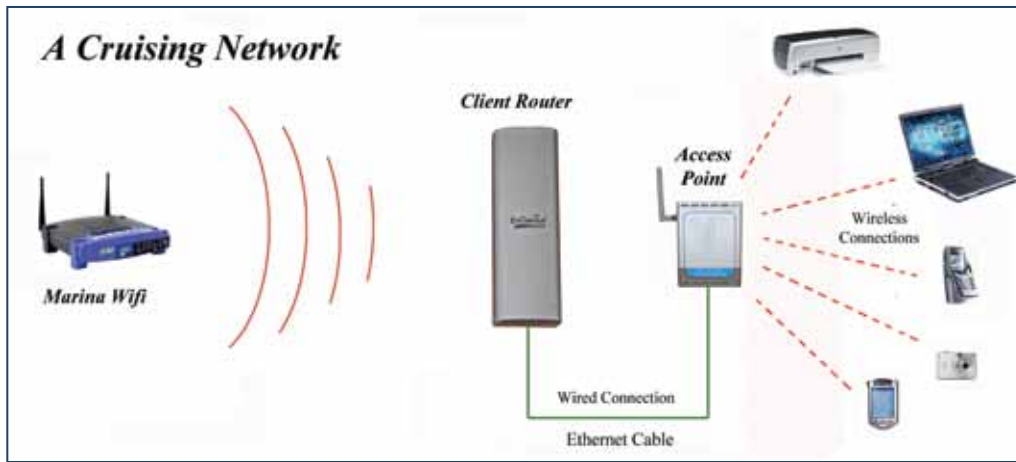 A Cruising Network
Client Router
Access
Point
Wireless
Connections
Marina Wifi
Wired Connection
Ethernet Cable